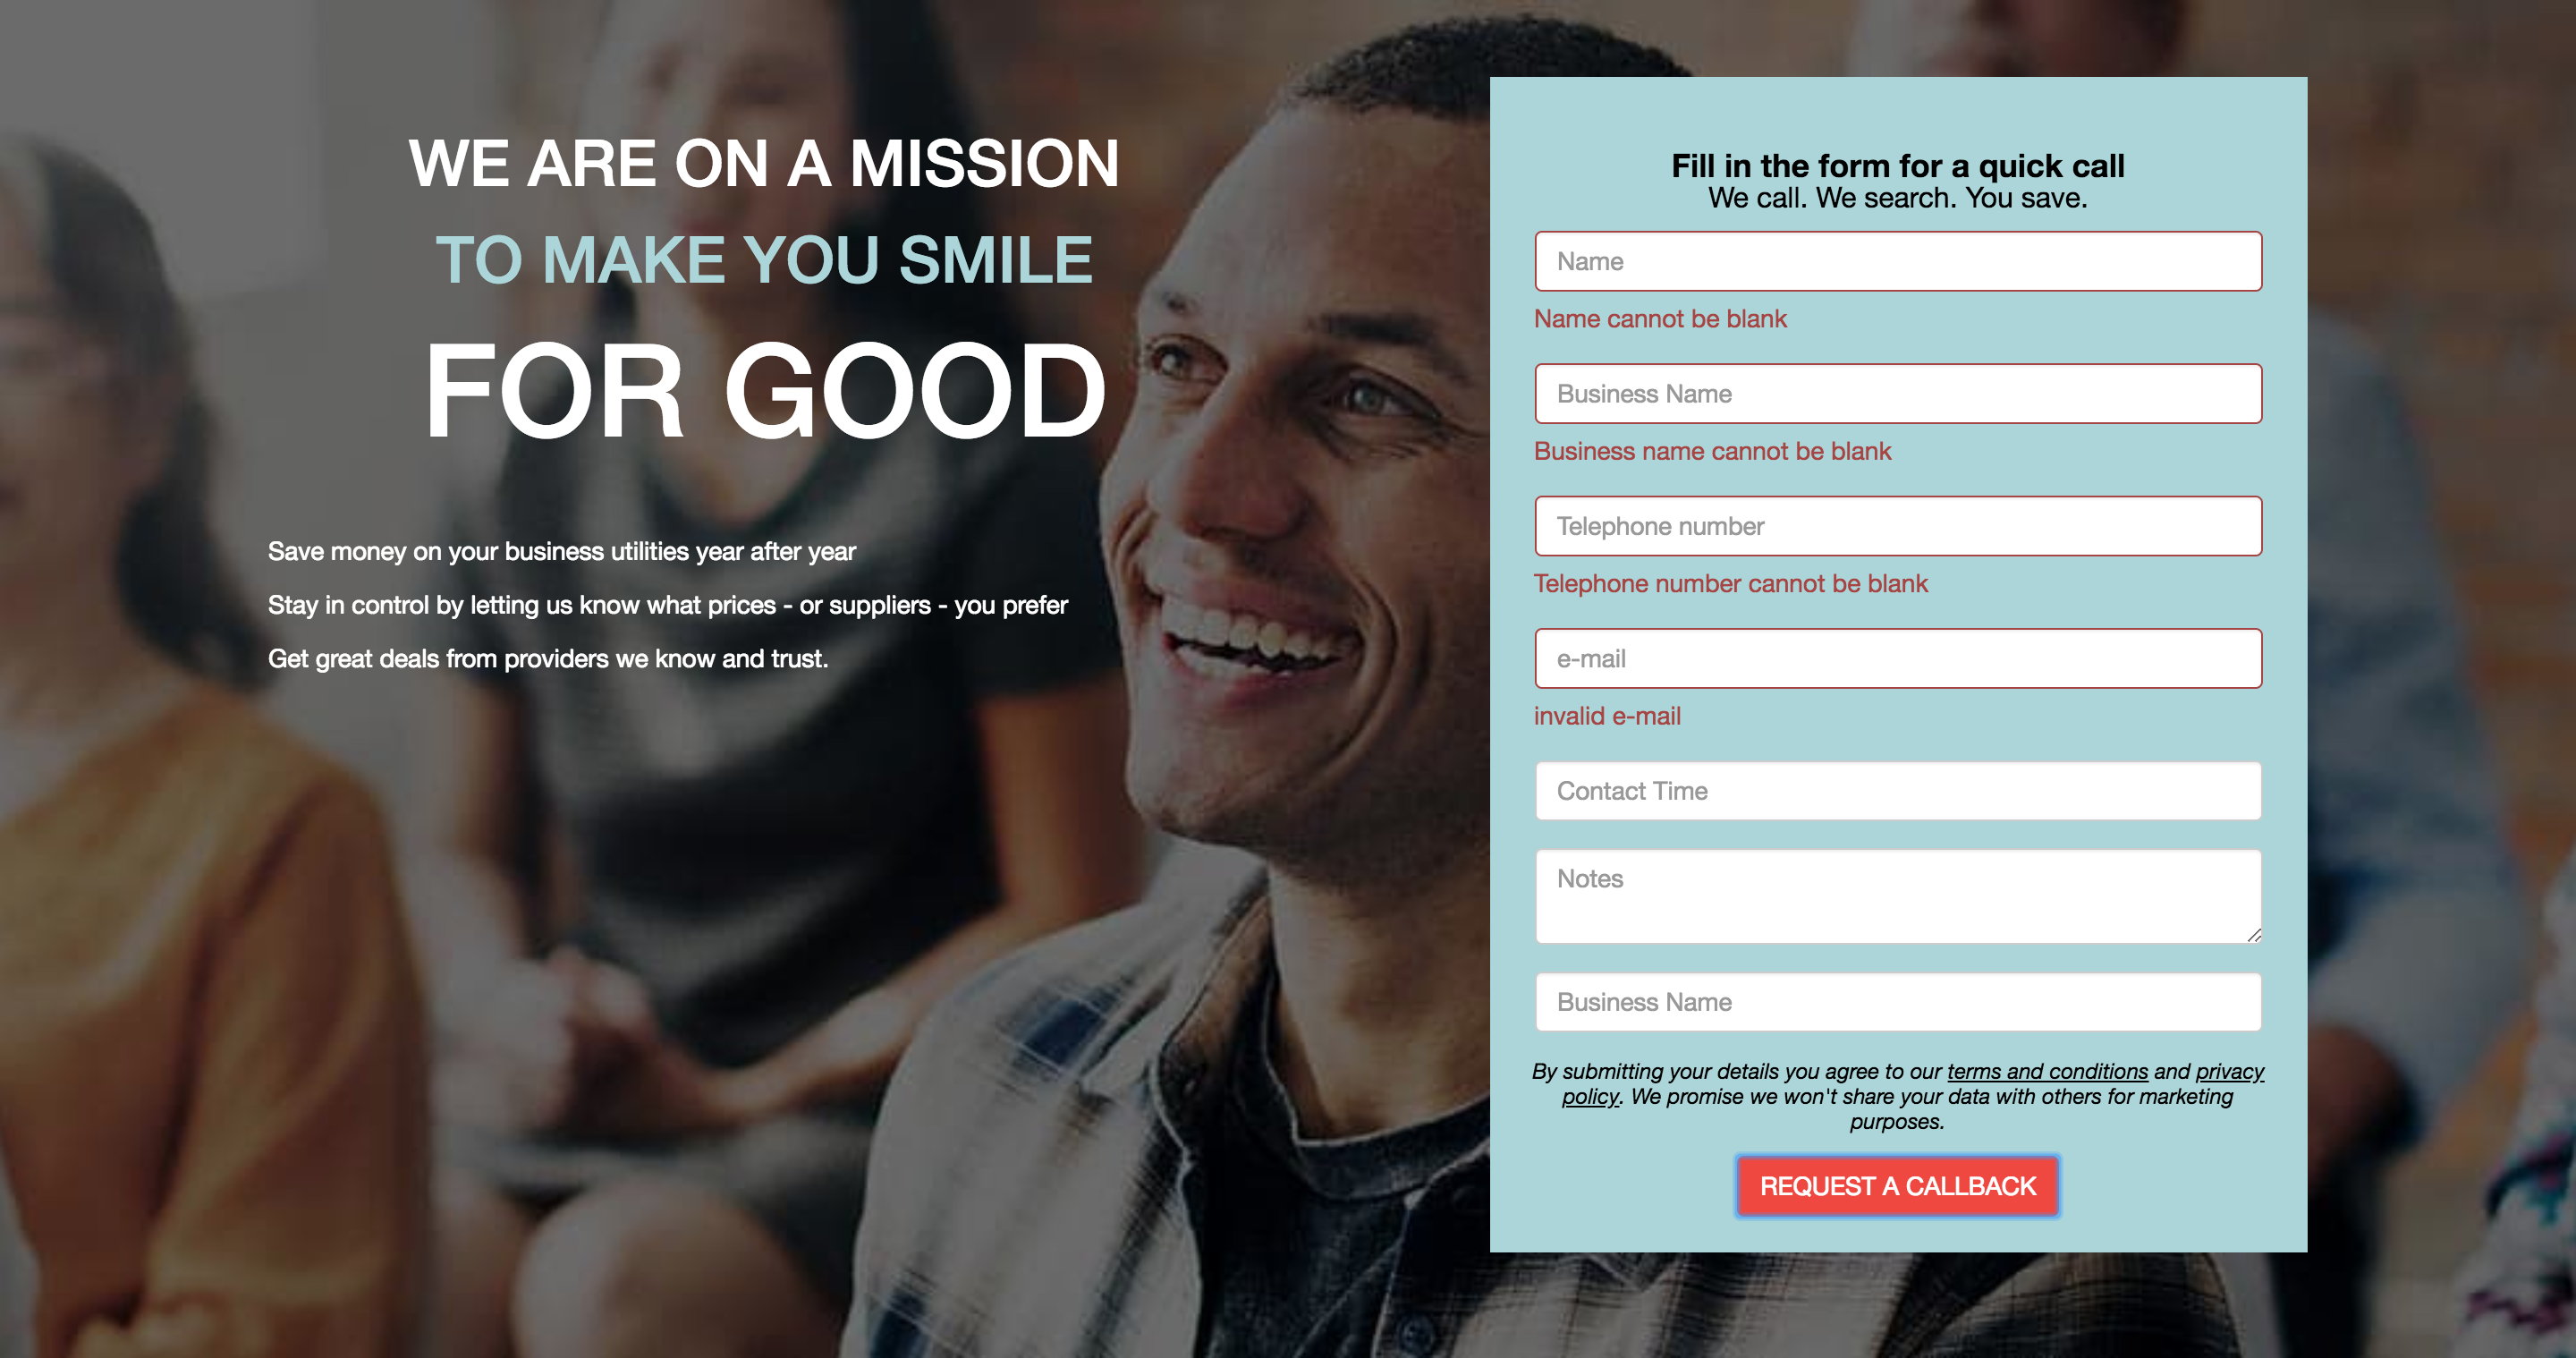 WE ARE ON A MISSION
TO MAKE YOU SMILE
FOR GOOD
Save money on your business utilities year after year
Stay in control by letting us know what prices - or suppliers - you prefer
Get great deals from providers we know and trust.
Fill in the form for a quick call
We call. We search. You save.
Name
Name cannot be blank
Business Name
Business name cannot be blank
Telephone number
Telephone number cannot be blank
e-mail
invalid e-mail
Contact Time
Notes
Business Name
By submitting your details you agree to our terms and conditions and privacy
policy. We promise we won't share your data with others for marketing
purposes.
REQUEST A CALLBACK